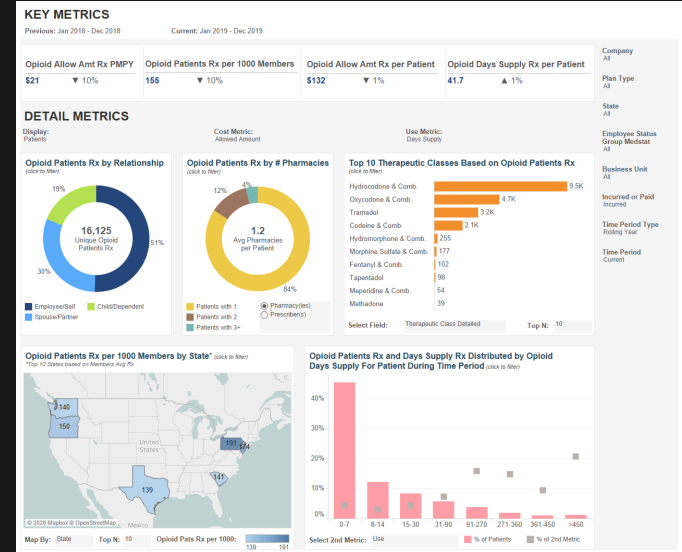 KEY METRICS
Previous: Jan 2018 - Dec 2018 Current: Jan 2019 - Dec 2019
Opioid Allow Amt Rx PMPY
$21 ▼ 10%
Opioid Patients Rx per 1000 Members
155 ▼ 10%
Opioid Allow Amt Rx per Patient
$132 ▼ 1%
Opioid Days Supply Rx per Patient
41.7 ▲ 1%
Company
All
Plan Type
All
State
All
Employee Status
Group Medstat
All
Business Unit
All
Incurred or Paid
Incurred
Time Period Type
Rolling Year
Time Period
Current
DETAIL METRICS
Display:
Patients
Cost Metric:
Allowed Amount
Use Metric:
Days Supply
Opioid Patients Rx by Relationship
(click to filter)
19%
16,125
Unique Opioid
Patients Rx
51%
30%
Employee/Self
Child/Dependent
Spouse/Partner
Opioid Patients Rx by # Pharmacies
(click to filter)
4%
12%
1.2
Avg Pharmacies
per Patient
84%
Patients with 1
Patients with 2
Patients with 3+
Pharmacy(ies)
Prescriber(s)
Top 10 Therapeutic Classes Based on Opioid Patients Rx
(click to filter)
Hydrocodone & Comb. 9.5K
Oxycodone & Comb. 4.7K
Tramadol 3.2K
Codeine & Comb. 2.1K
Hydromorphone & Comb. 255
Morphine Sulfate & Comb. 177
Fentanyl & Comb. 102
Tapentadol 98
Meperidine & Comb. 54
Methadone 39
Select Field: Therapeutic Class Detailed Top N: 10
Opioid Patients Rx per 1000 Members by State* (click to filter)
*Top 10 States based on Members Avg Rx
140
150
United
States
191
174
141
139
Mexico
© 2020 Mapbox © OpenStreetMap
Map By: State Top N: 10 Opioid Pats Rx per 1000:
139 191
Opioid Patients Rx and Days Supply Rx Distributed by Opioid
Days Supply For Patient During Time Period (click to filter)
40%
30%
20%
10%
0%
0-7 8-14 15-30 31-90 91-270 271-360 361-450 >450
Select 2nd Metric: Use % of Patients % of 2nd Metric